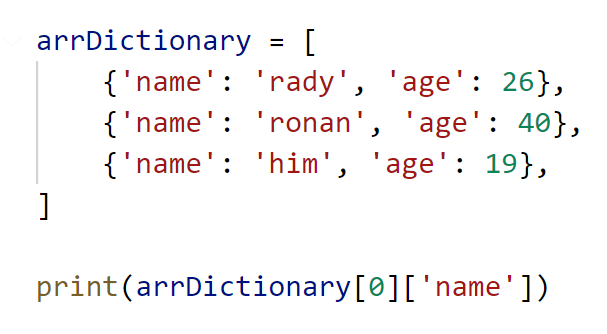 arrDictionary = [
    {'name': 'rady', 'age': 26},
    {'name': 'ronan', 'age': 40},
    {'name': 'him', 'age': 19},
]

print(arrDictionary[0]['name'])